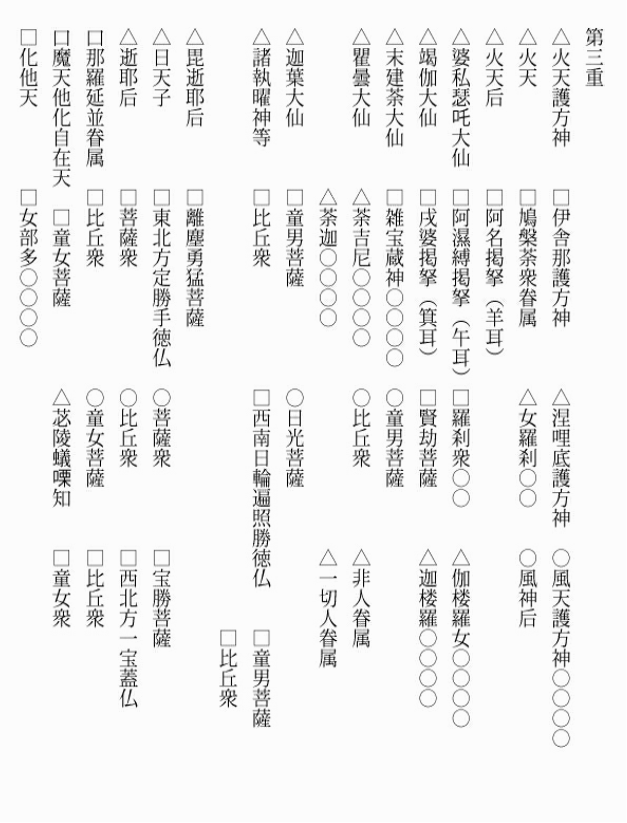 第三重
△火天護方神 □伊舎那護方神 △涅哩底護方神 ○風天護方神○○○○
△火天 □鳩槃荼衆眷属 △女羅刹○○ ○風神后
△火天后 □阿名掲拏（羊耳）
△婆私瑟吒大仙 □阿濕縛掲拏（午耳） □羅刹衆○○ △伽楼羅女○○○○
△竭伽大仙 □戌婆掲拏（箕耳） □賢劫菩薩 △迦楼羅○○○○
△末建荼大仙 □雑宝蔵神○○○○ ○童男菩薩
△瞿曇大仙 △荼吉尼○○○○ ○比丘衆 △非人眷属
△荼迦○○○○ △一切人眷属
△迦葉大仙 □童男菩薩 ○日光菩薩
△諸執曜神等 □比丘衆 □西南日輪遍照勝徳仏 □童男菩薩
□比丘衆
△毘逝耶后 □離塵勇猛菩薩
△日天子 □東北方定勝手徳仏 ○菩薩衆 □宝勝菩薩
△逝耶后 □菩薩衆 ○比丘衆 □西北方一宝蓋仏
口那羅延並眷属 □比丘衆 ○童女菩薩 □比丘衆
口魔天他化自在天 □童女菩薩 △苾陵蟻㗚知 □童女衆
□化他天 □女部多○○○○